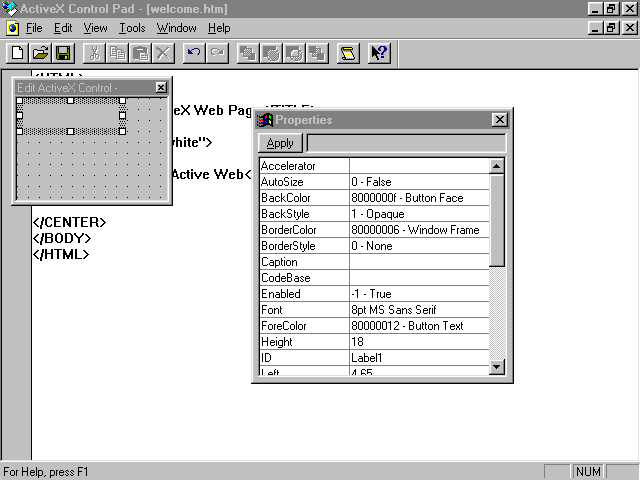 ActiveX Control Pad - [welcome.htm]
File Edit View Tools Window Help
<HTML>
Edit ActiveX Control -
eX Web Page </TITLE>
hite">
Active Web<
</CENTER>
</BODY>
</HTML>
Properties
Apply
Accelerator
AutoSize 0 - False
BackColor 8000000f - Button Face
BackStyle 1 - Opaque
BorderColor 80000006 - Window Frame
BorderStyle 0 - None
Caption
CodeBase
Enabled -1 - True
Font 8pt MS Sans Serif
ForeColor 80000012 - Button Text
Height 18
ID Label1
Left 4.65
For Help, press F1 NUM